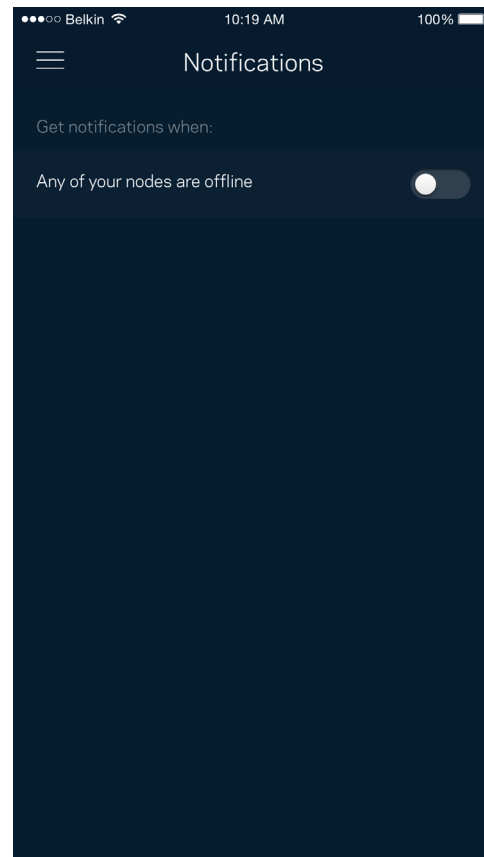 Belkin 10:19 AM 100%
Notifications
Get notifications when:
Any of your nodes are offline